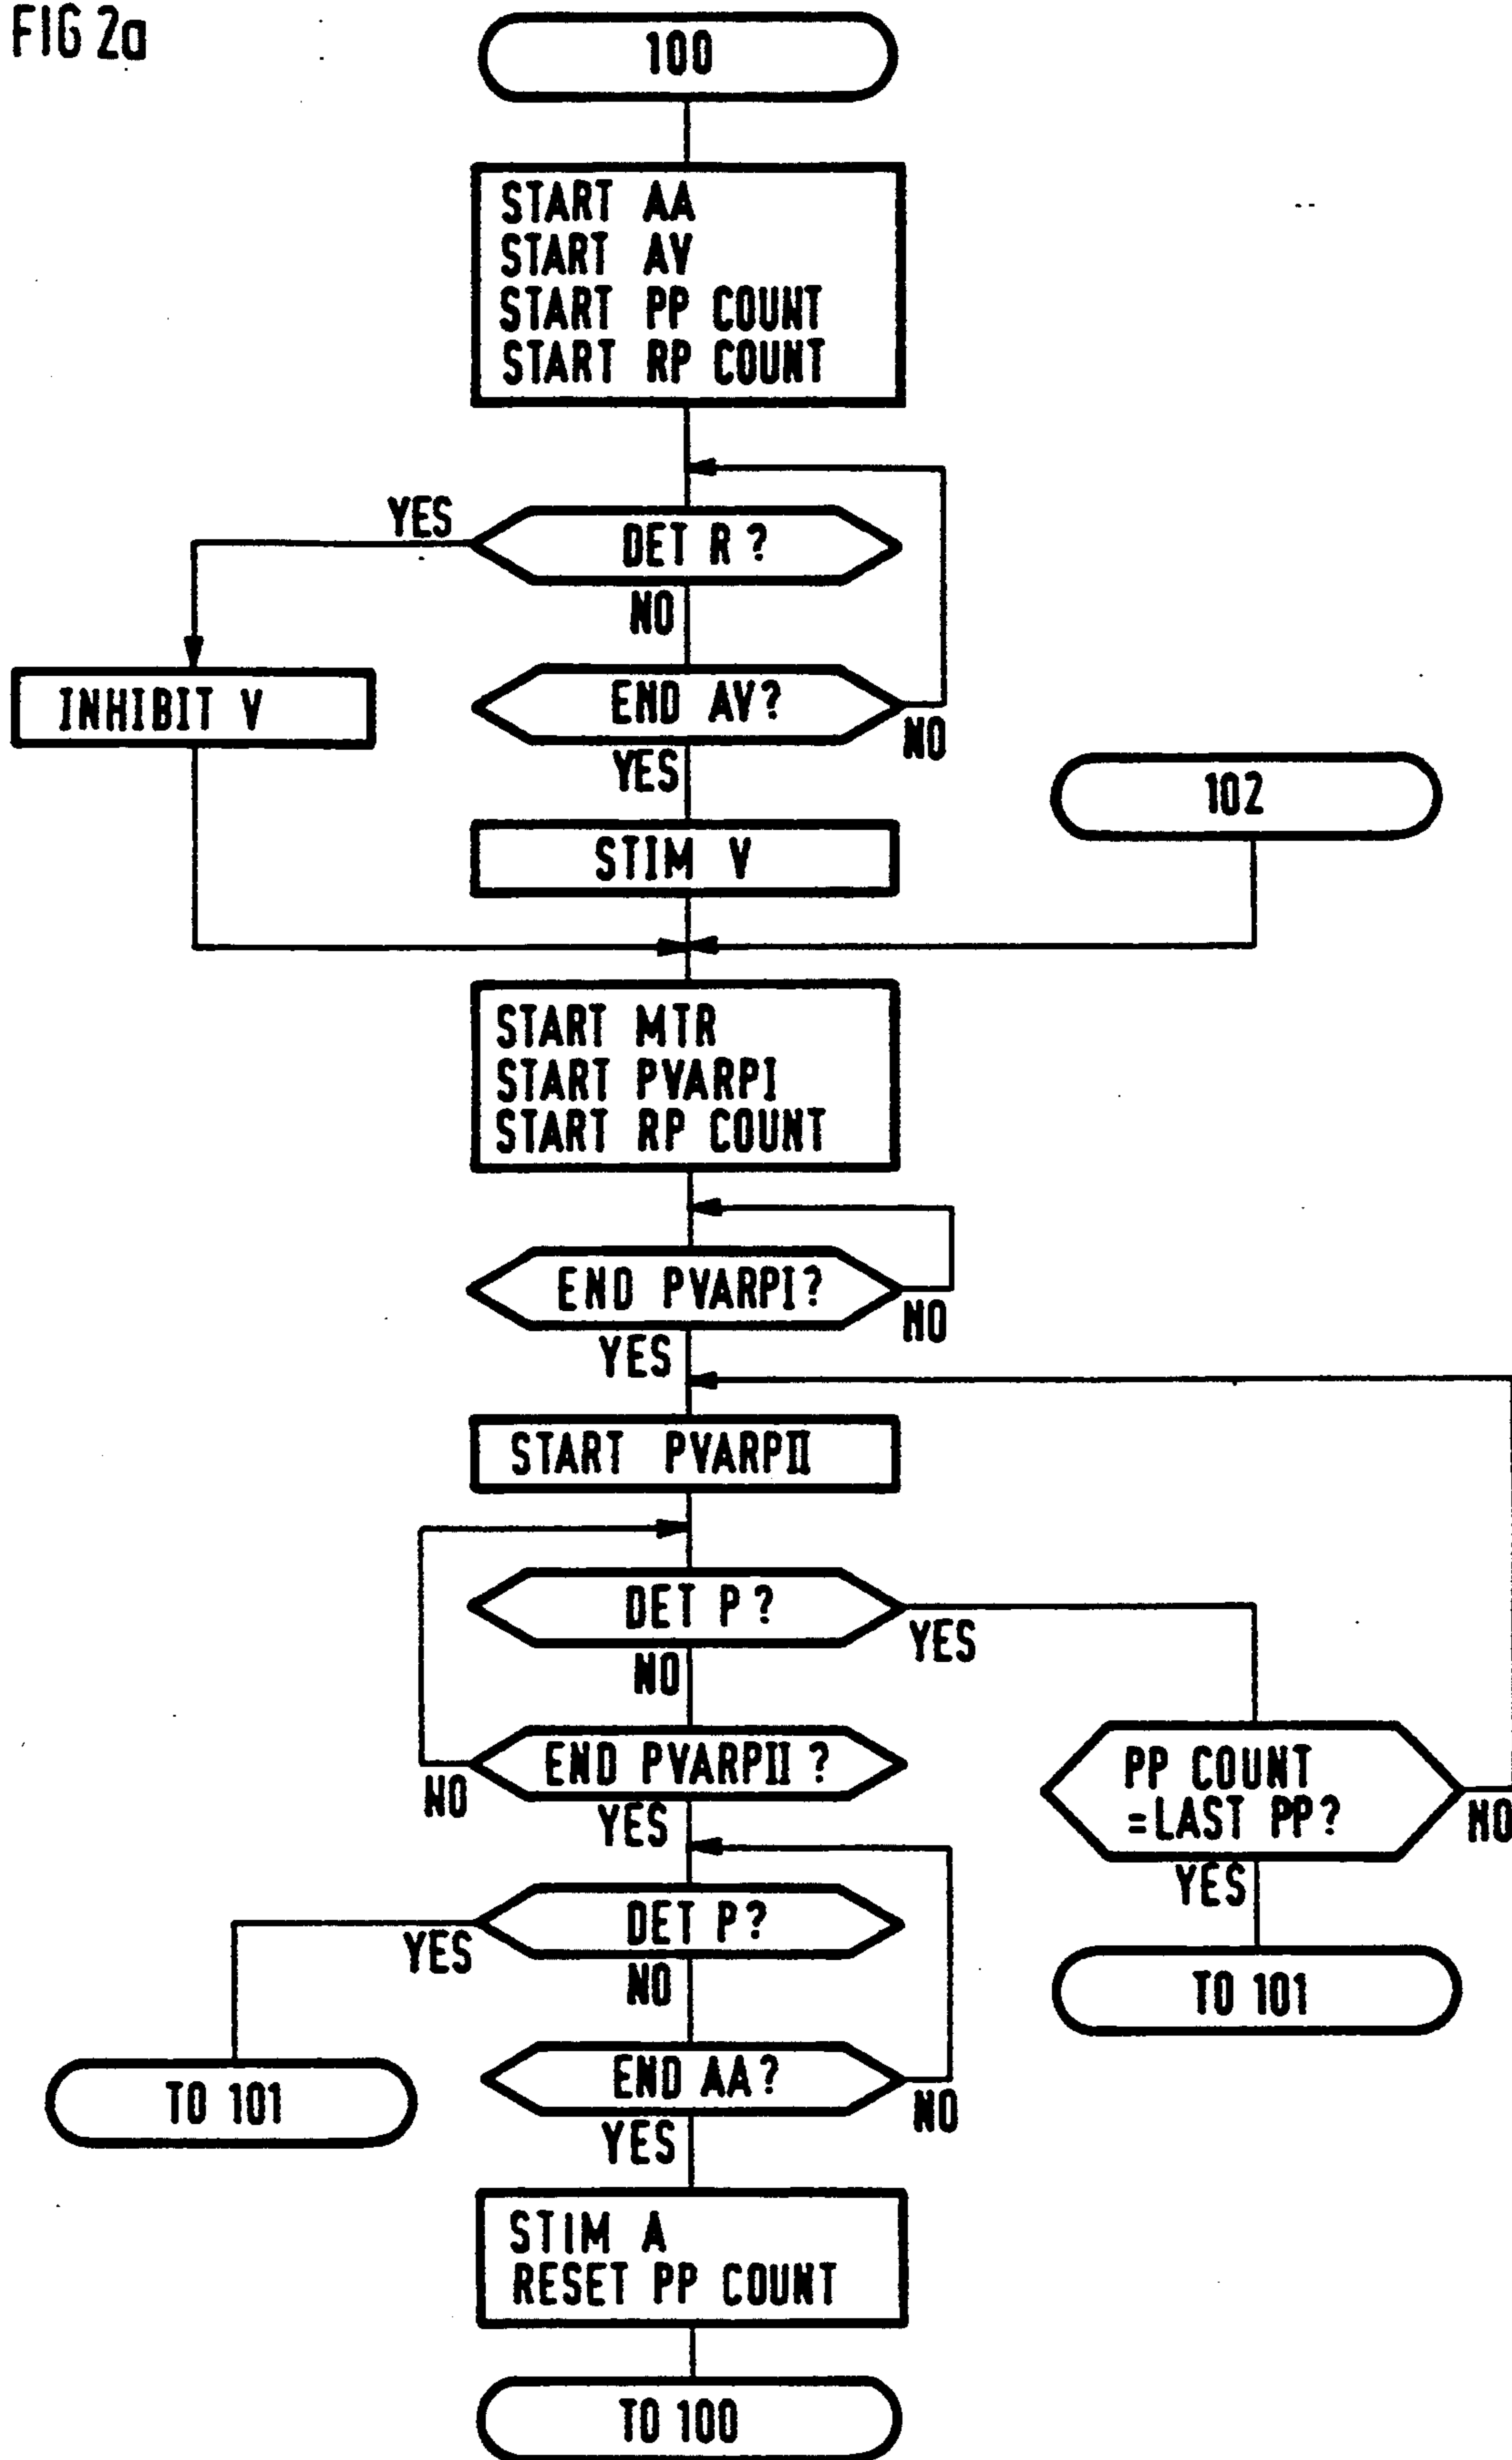 FIG 2a
100
START AA
START AV
START PP COUNT
START RP COUNT
YES
DET R?
NO
INHIBIT V
END AV?
NO
YES
102
STIM V
START MTR
START PVARPI
START RP COUNT
END PVARPI?
NO
YES
START PVARPII
DET P?
YES
NO
END PVARPII?
NO
YES
PP COUNT
=LAST PP?
NO
YES
DET P?
YES
NO
TO 101
END AA?
NO
TO 101
YES
STIM A
RESET PP COUNT
TO 100